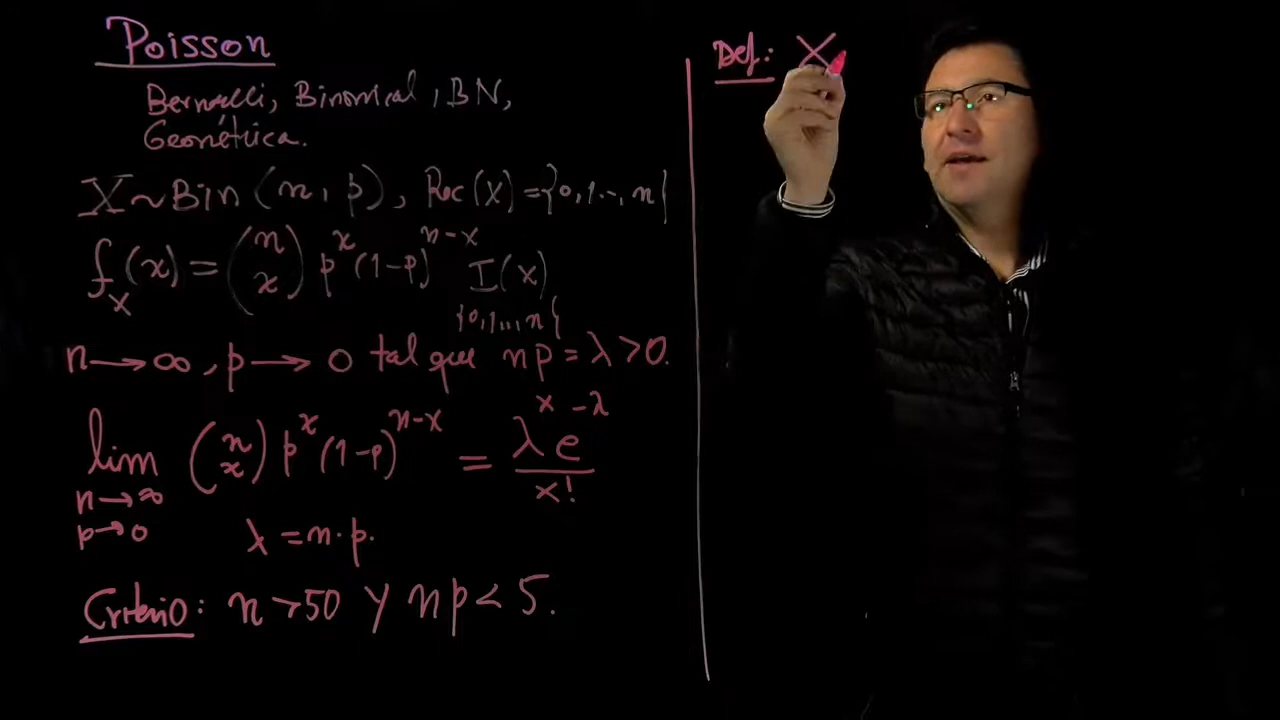 Poisson
Bernoulli, Binomial, BN,
Geométrica.
X ~ Bin (n, p), Rec(X) = {0,1..., n}
f_X(x) = (n x) p^x (1-p)^{n-x} I(x)
{0,1...,n}
n → ∞, p → 0 tal que np = λ > 0.
lim (n x) p^x (1-p)^{n-x} = λ^x e^{-λ} / x!
n → ∞
p → 0 λ = n·p.
Criterio: n > 50 y np < 5.
Def: X